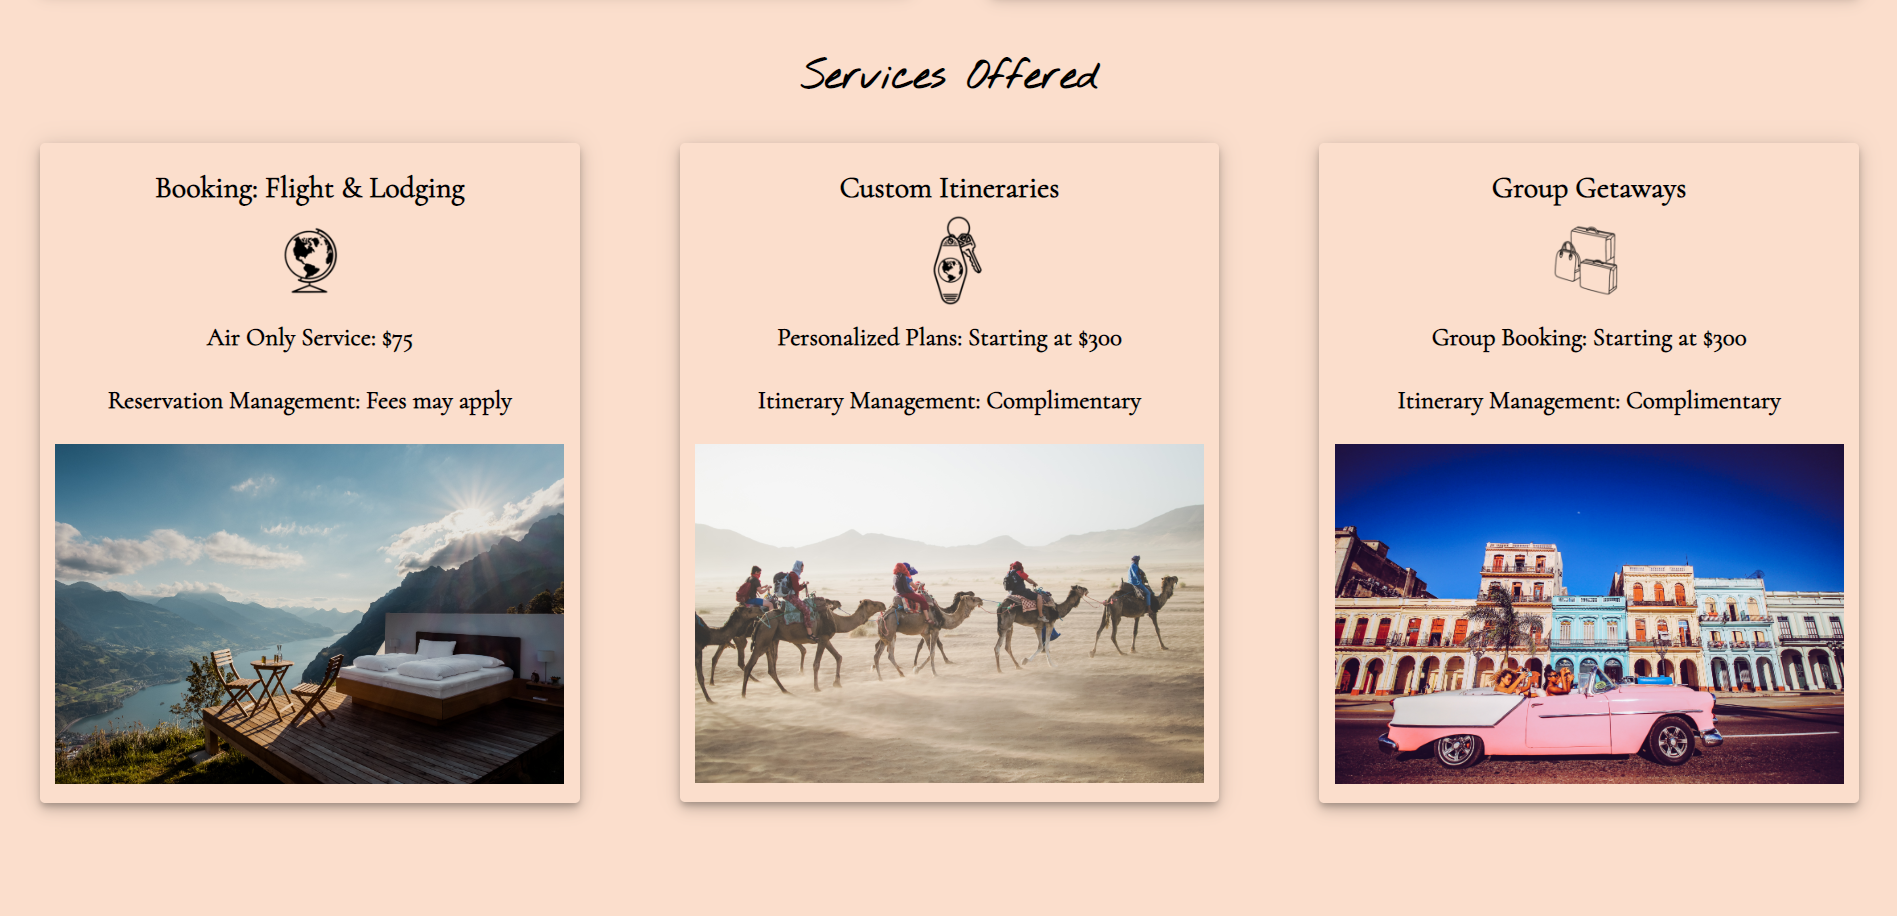 Services Offered
Booking: Flight & Lodging
Air Only Service: $75
Reservation Management: Fees may apply
Custom Itineraries
Personalized Plans: Starting at $300
Itinerary Management: Complimentary
Group Getaways
Group Booking: Starting at $300
Itinerary Management: Complimentary